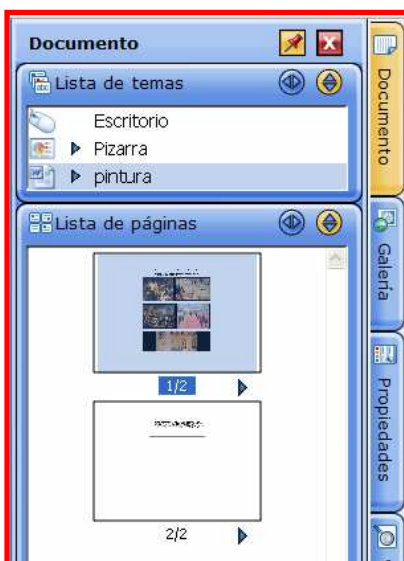 Documento
Lista de temas
Escritorio
Pizarra
pintura
Lista de páginas
1/2
2/2
Documento
Galería
Propiedades